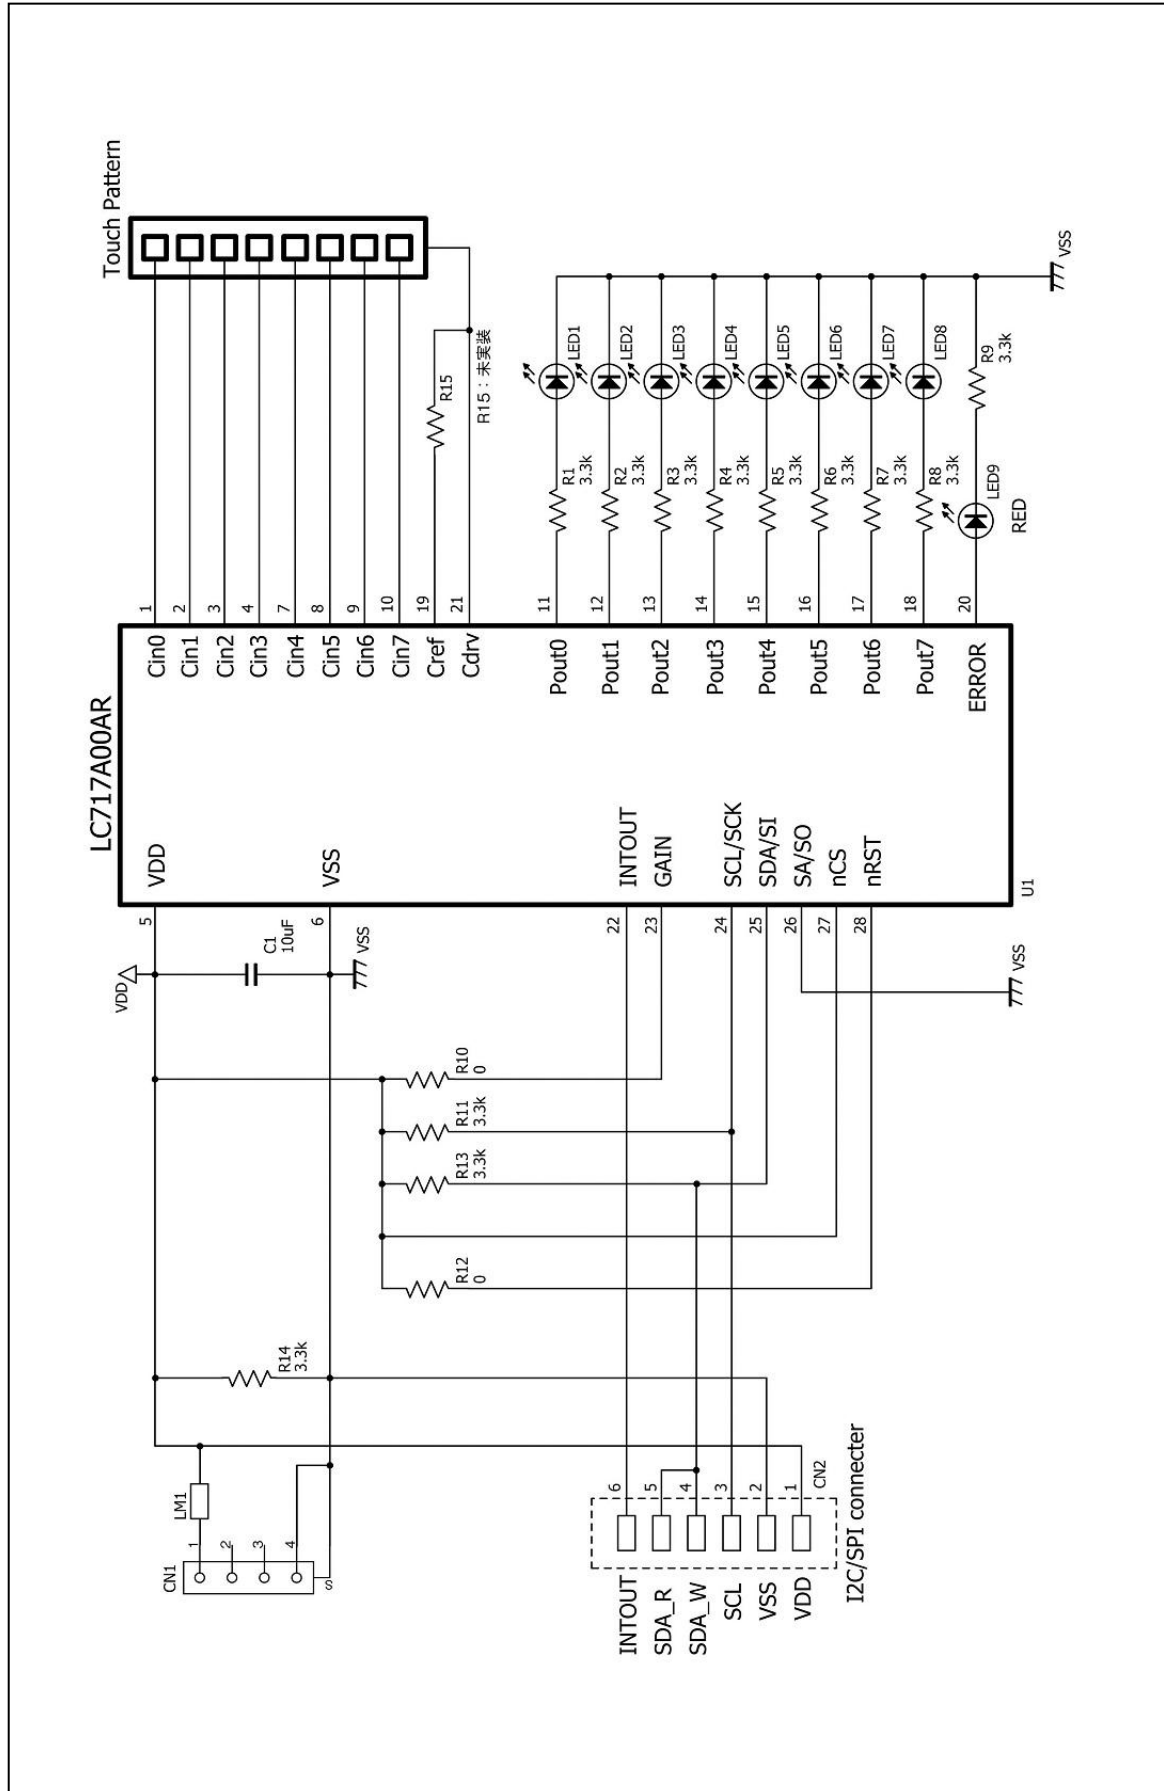 LC717A00AR
Touch Pattern
VDD
VSS
INTOUT
GAIN
SCL/SCK
SDA/SI
SA/SO
nCS
nRST
U1
Cin0
Cin1
Cin2
Cin3
Cin4
Cin5
Cin6
Cin7
Cref
Cdrv
Pout0
Pout1
Pout2
Pout3
Pout4
Pout5
Pout6
Pout7
ERROR
1
2
3
4
7
8
9
10
19
21
11
12
13
14
15
16
17
18
20
R15
R15：未実装
R1
3.3k
R2
3.3k
R3
3.3k
R4
3.3k
R5
3.3k
R6
3.3k
R7
3.3k
R8
3.3k
LED1
LED2
LED3
LED4
LED5
LED6
LED7
LED8
LED9
RED
R9
3.3k
VSS
5
6
22
23
24
25
26
27
28
VDD
C1
10uF
VSS
VSS
R10
0
R11
3.3k
R13
3.3k
R12
0
R14
3.3k
LM1
CN1
1
2
3
4
S
6
5
4
3
2
1
CN2
INTOUT
SDA_R
SDA_W
SCL
VSS
VDD
I2C/SPI connecter